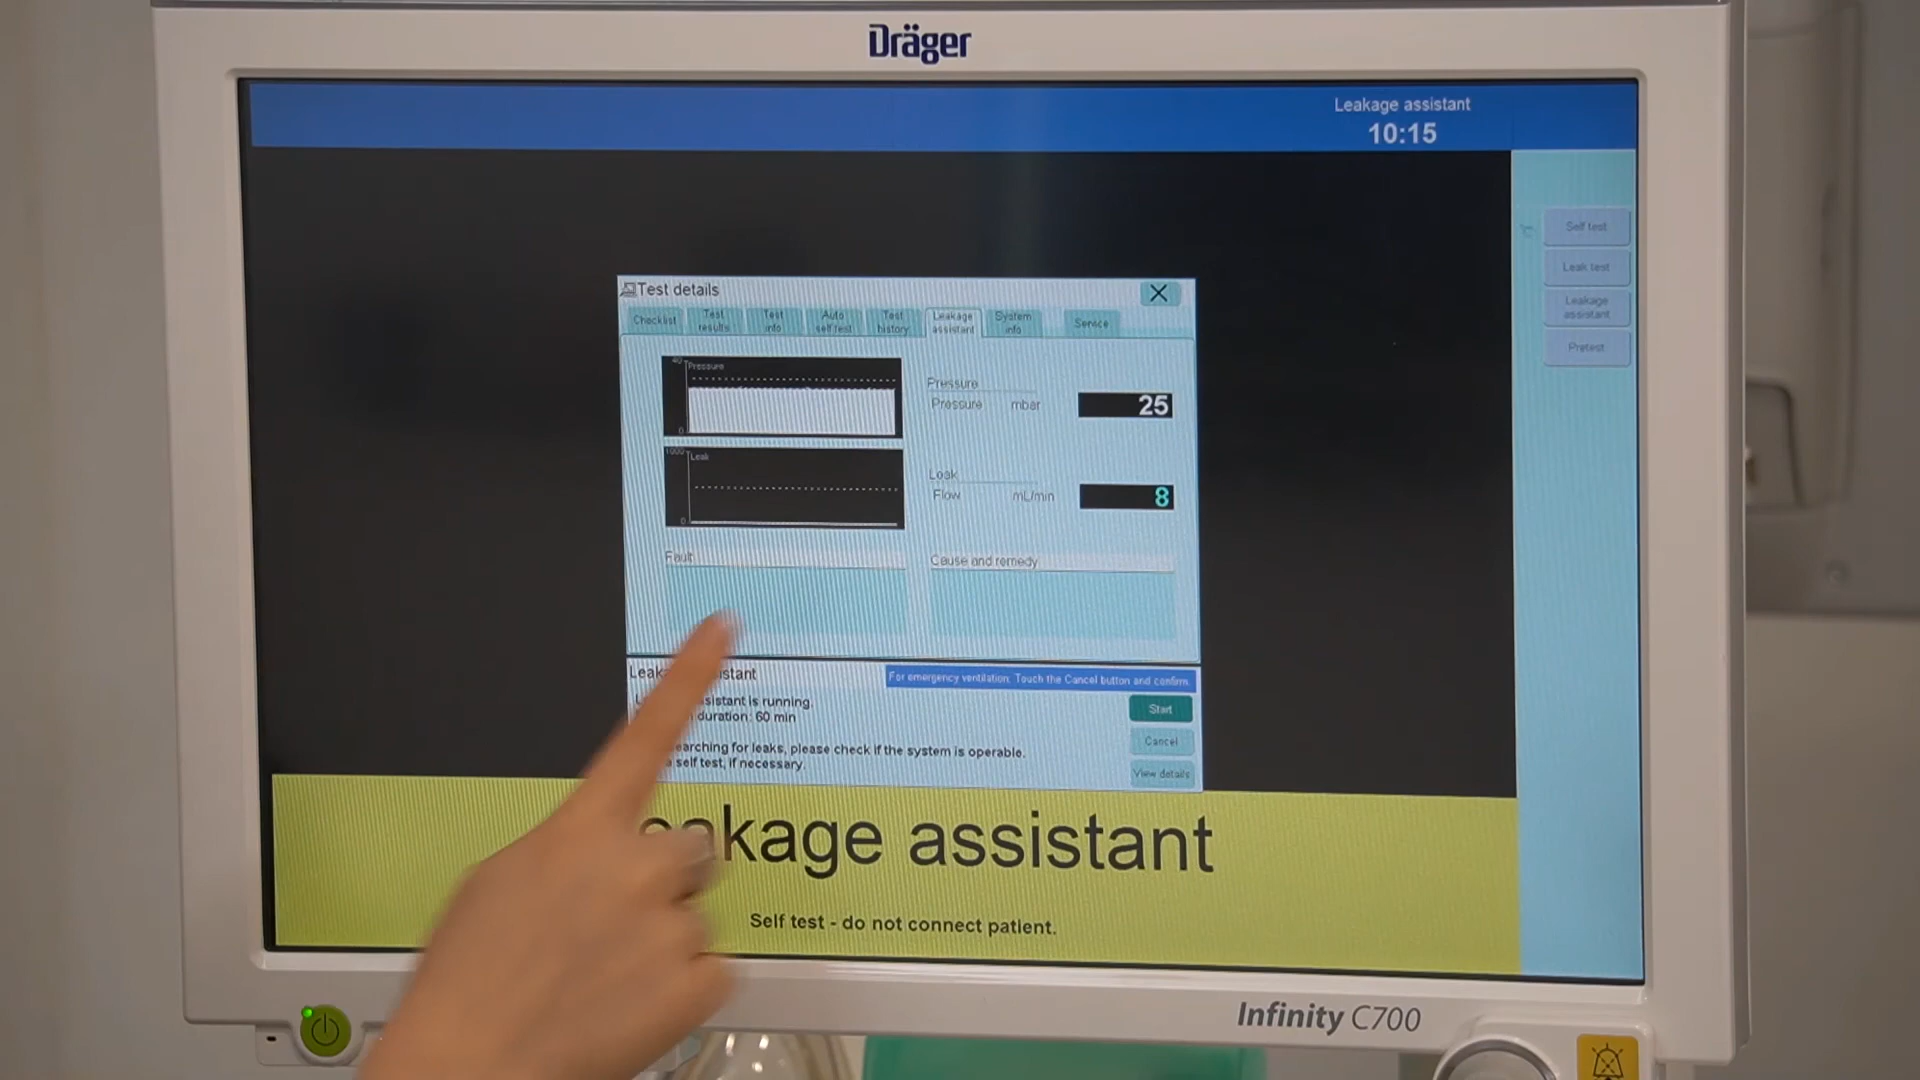 Dräger
Leakage assistant
10:15
Self test
Leak test
Leakage
assistant
Pretest
Test details
Checklist
Test
results
Test
info
Auto
self test
Test
history
Leakage
assistant
System
info
Service
40
Pressure
0
Pressure
Pressure mbar 25
1000
Leak
0
Leak
Flow mL/min 8
Fault
Cause and remedy
For emergency ventilation: Touch the Cancel button and confirm.
is running.
duration: 60 min
for leaks, please check if the system is operable.
self test, if necessary.
Start
Cancel
View details
assistant
Self test - do not connect patient.
Infinity C700